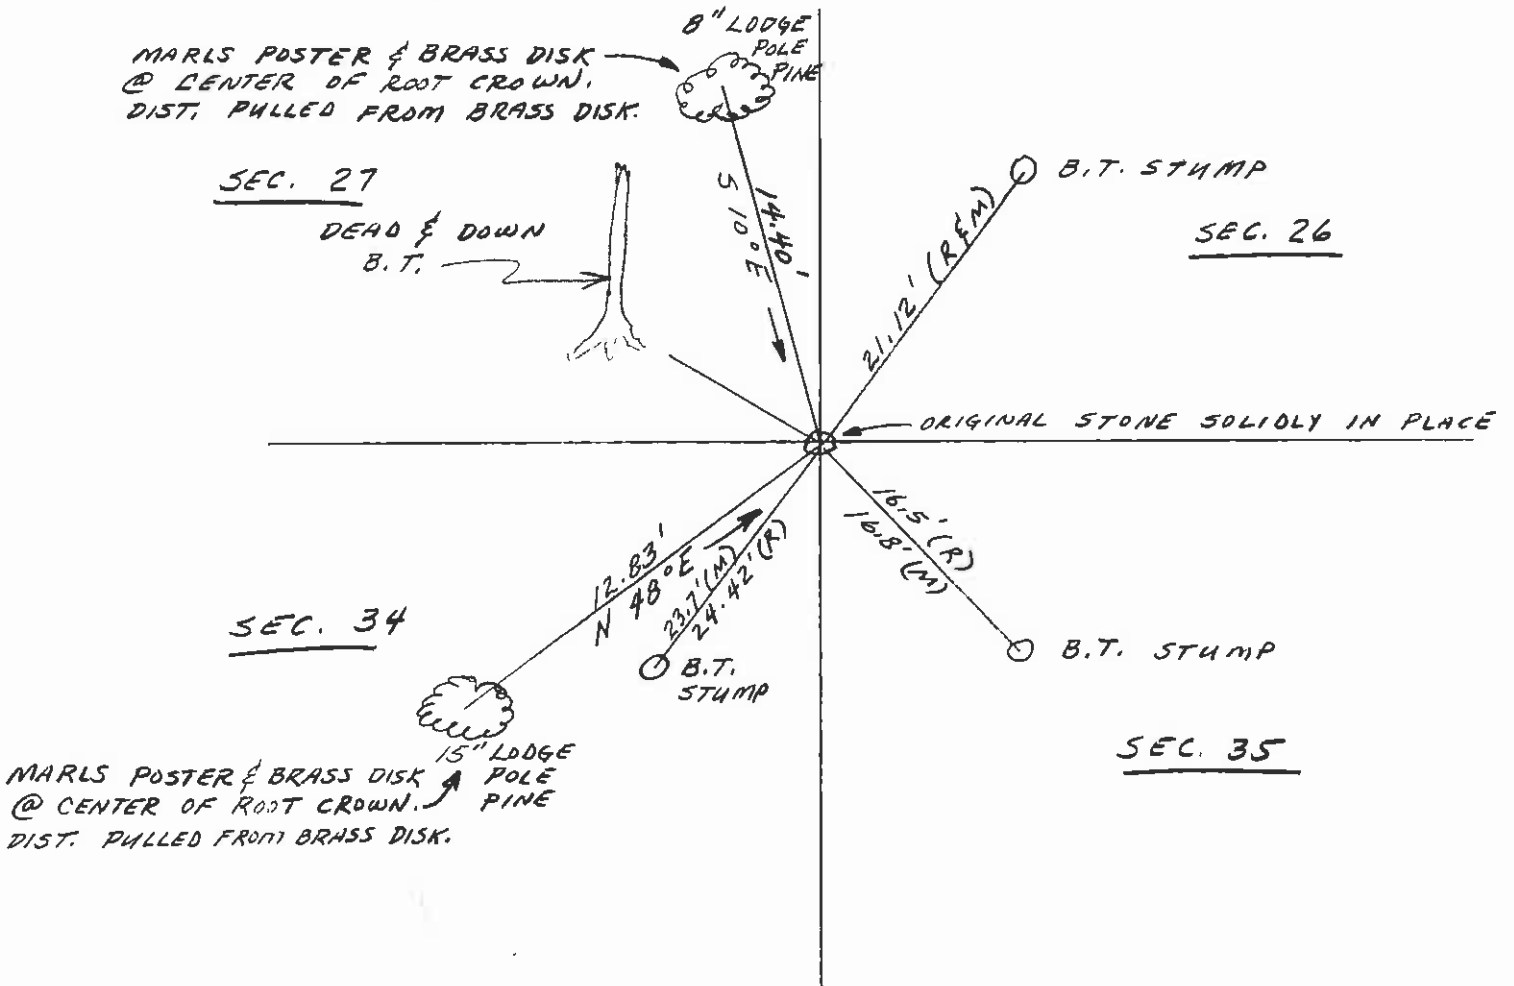 8" LODGE
POLE
PINE
MARLS POSTER & BRASS DISK
@ CENTER OF ROOT CROWN.
DIST. PULLED FROM BRASS DISK.
SEC. 27
DEAD & DOWN
B.T.
14.40'
S 10° E
B.T. STUMP
SEC. 26
21.12' (R & M)
ORIGINAL STONE SOLIDLY IN PLACE
16.5' (R)
16.8' (M)
12.83'
N 48° E
23.7' (M)
24.42' (R)
SEC. 34
B.T.
STUMP
B.T. STUMP
SEC. 35
15" LODGE
POLE
PINE
MARLS POSTER & BRASS DISK
@ CENTER OF ROOT CROWN.
DIST. PULLED FROM BRASS DISK.